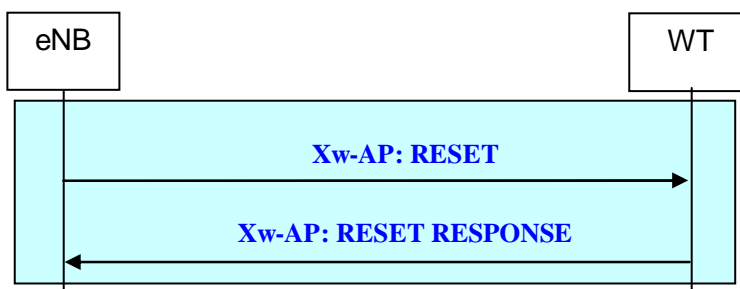 eNB
WT
Xw-AP: RESET
Xw-AP: RESET RESPONSE